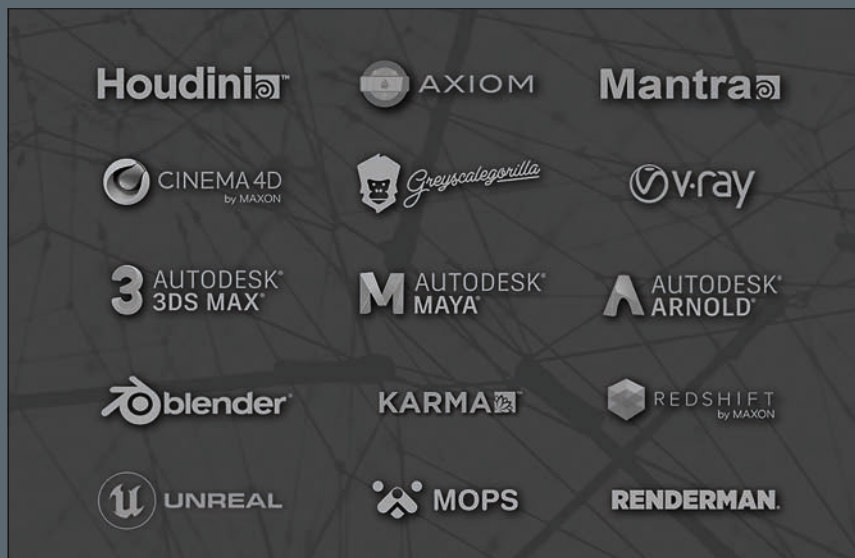 Houdini™
AXIOM
Mantra
CINEMA 4D
by MAXON
Greyscalegorilla
v·ray
3 AUTODESK®
3DS MAX®
M AUTODESK®
MAYA®
AUTODESK®
ARNOLD®
blender®
KARMA™
REDSHIFT
by MAXON
U UNREAL
MOPS
RENDERMAN®